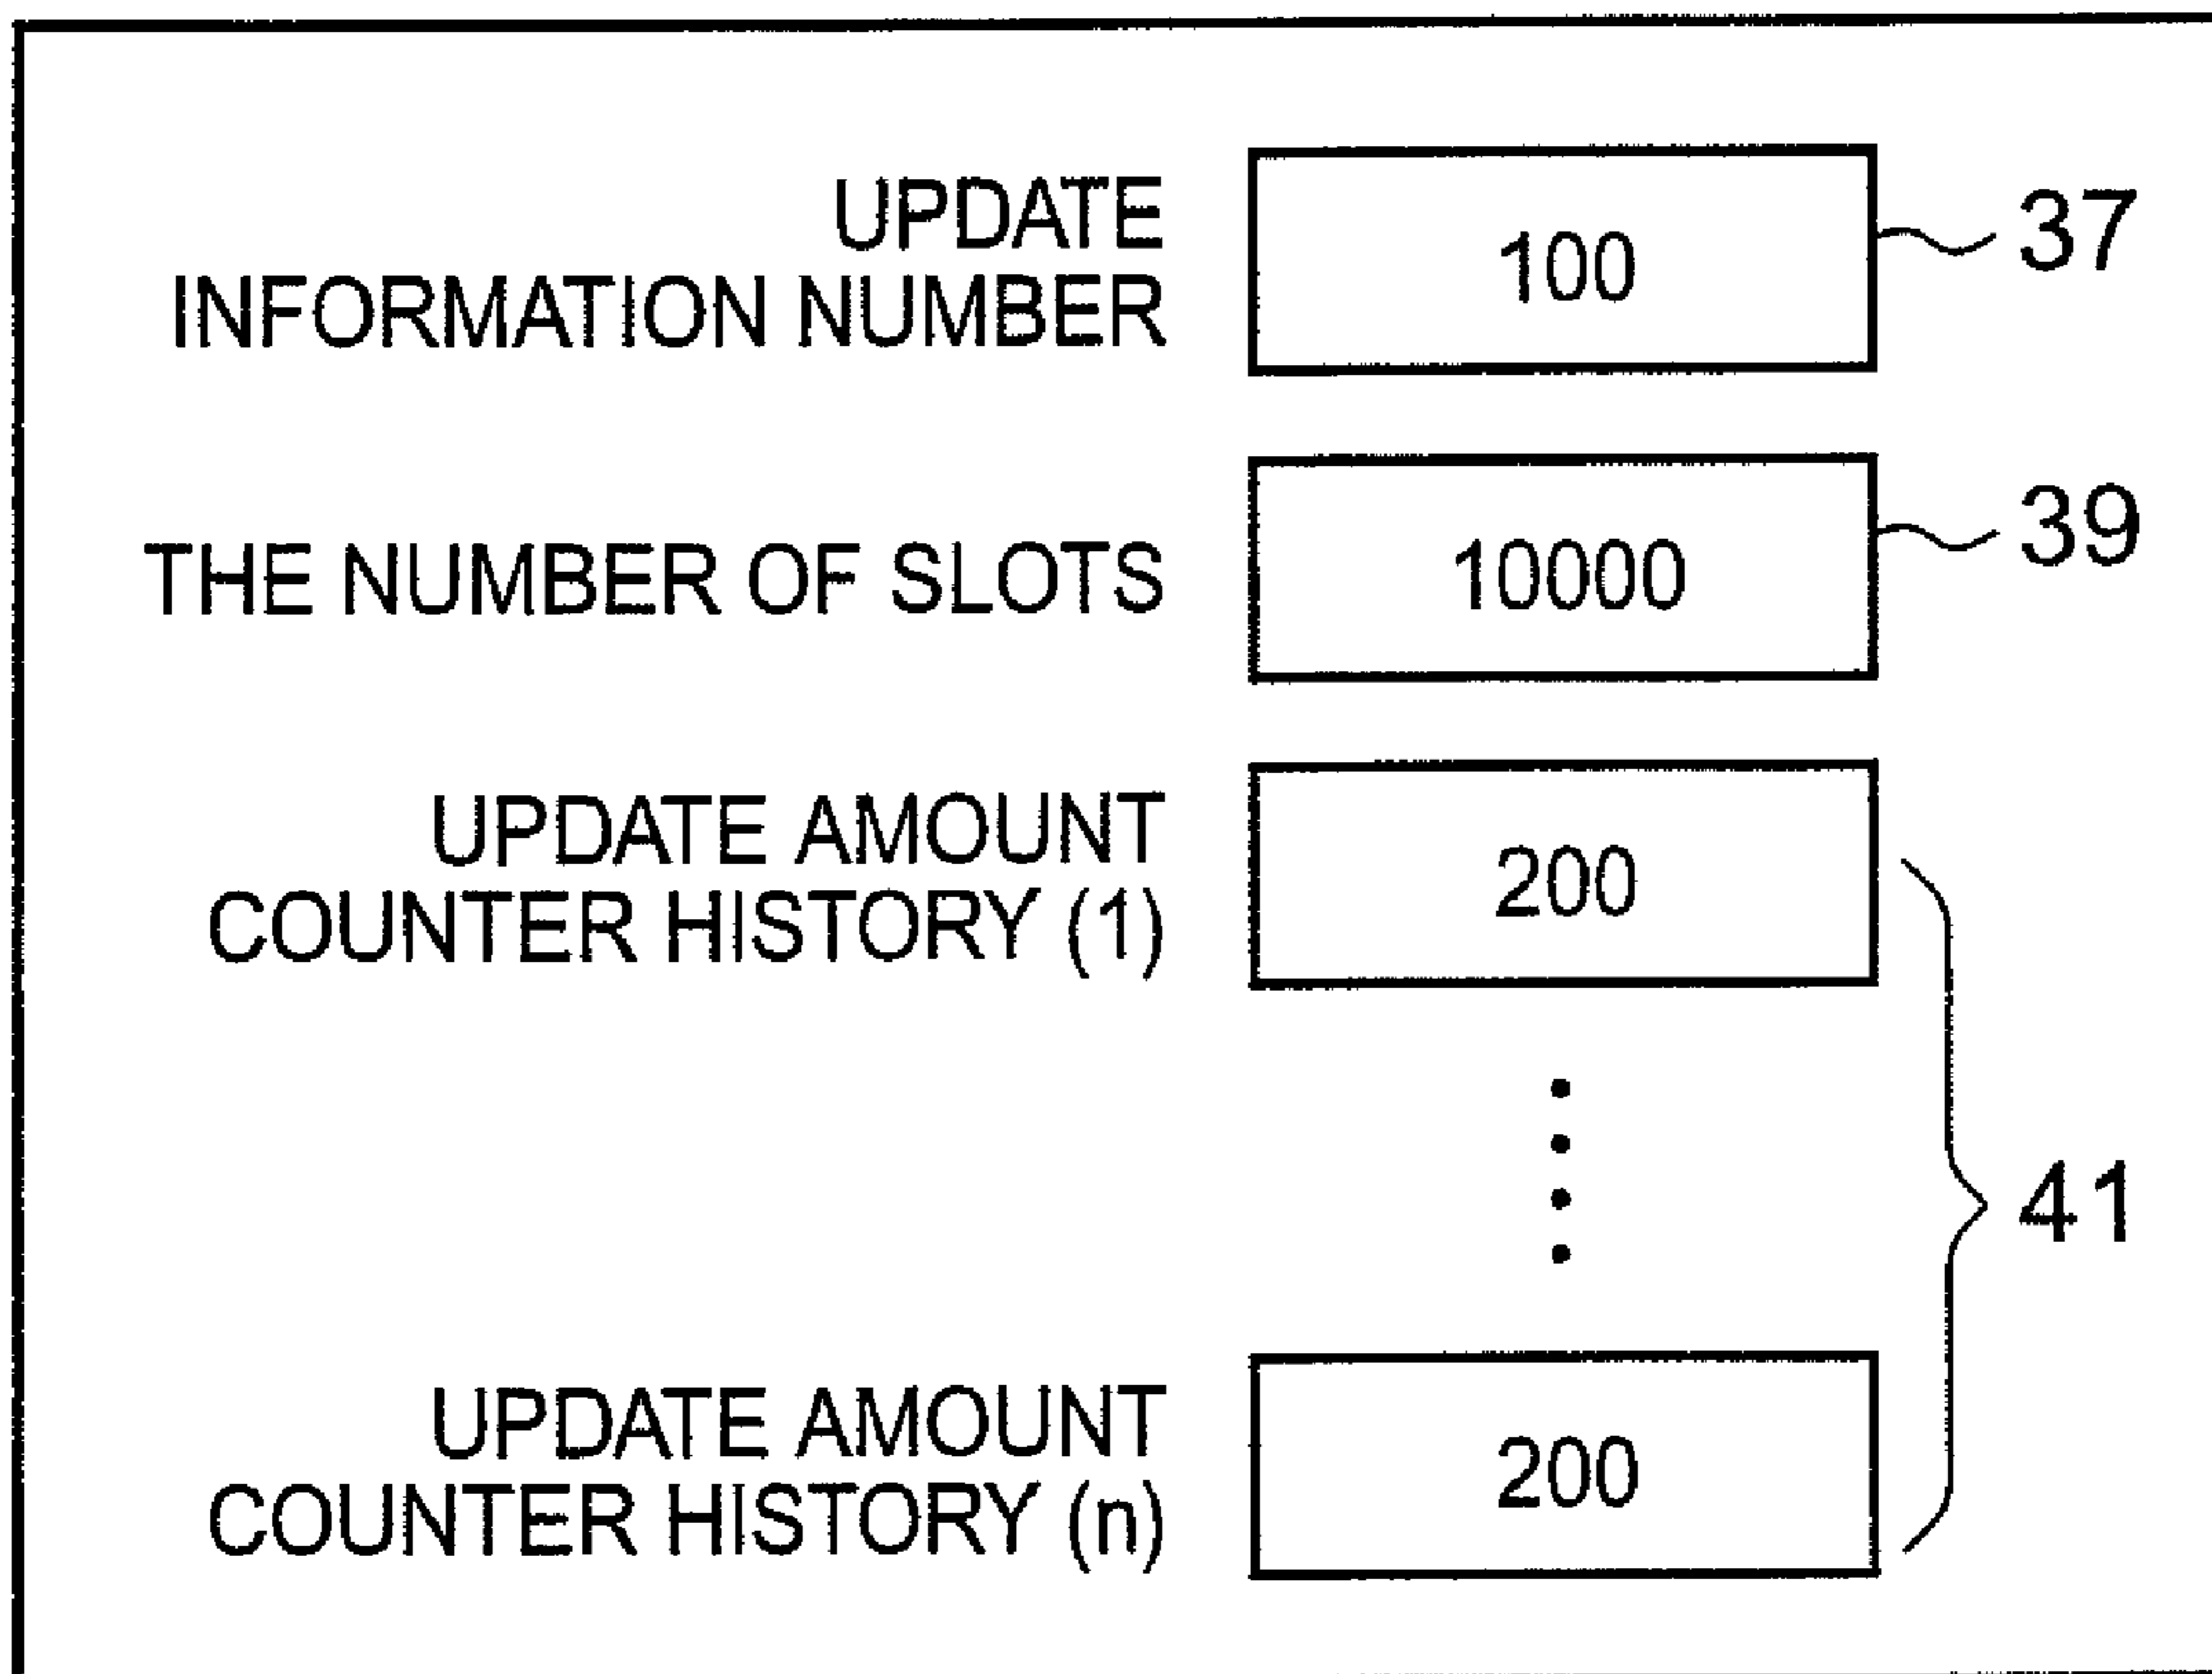 UPDATE
INFORMATION NUMBER
100
37
THE NUMBER OF SLOTS
10000
39
UPDATE AMOUNT
COUNTER HISTORY (1)
200
41
UPDATE AMOUNT
COUNTER HISTORY (n)
200